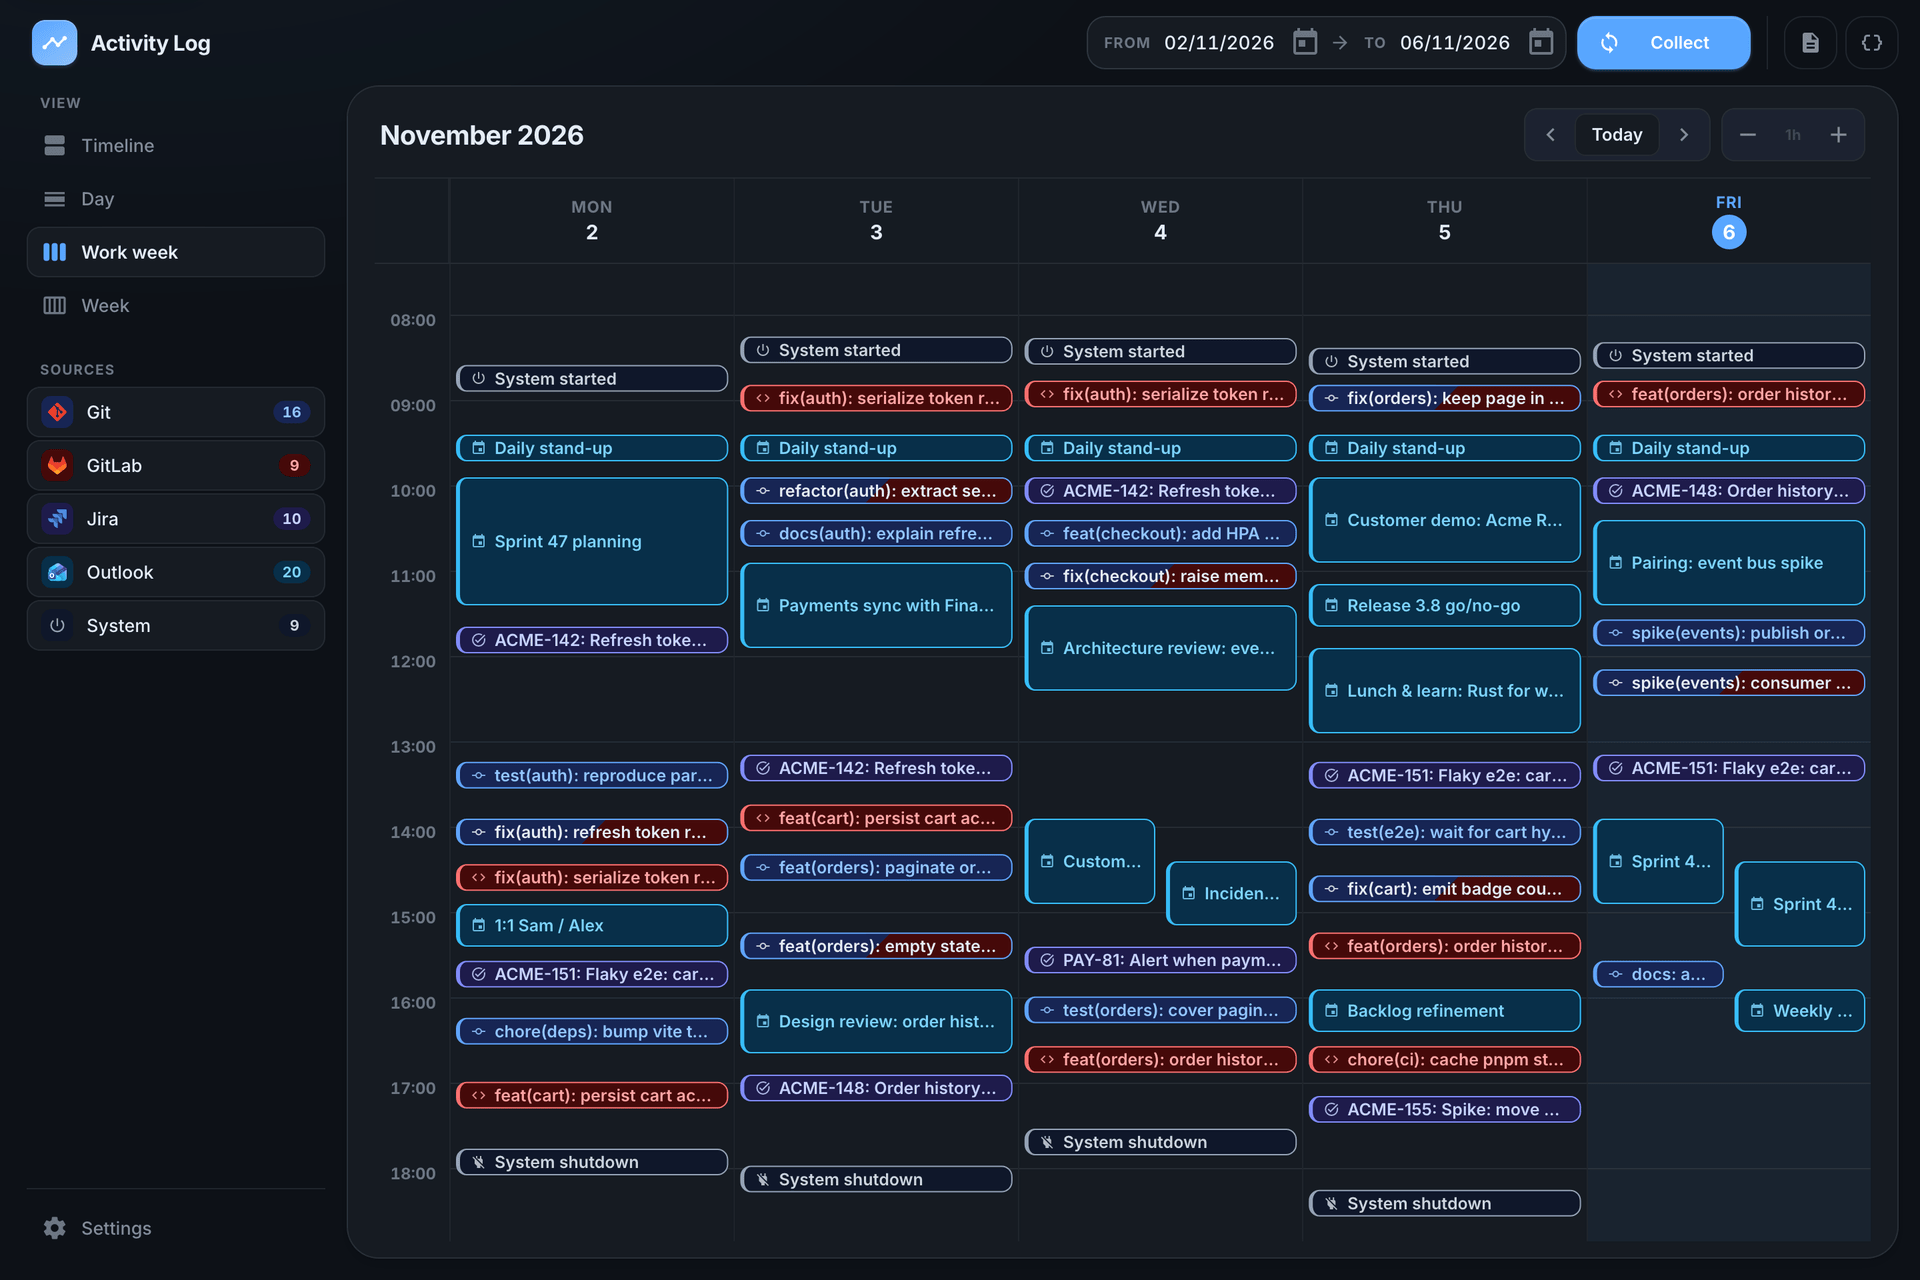 Activity Log
FROM 02/11/2026 → TO 06/11/2026
Collect
VIEW
Timeline
Day
Work week
Week
SOURCES
Git 16
GitLab 9
Jira 10
Outlook 20
System 9
Settings
November 2026
Today
1h
MON 2
TUE 3
WED 4
THU 5
FRI 6
08:00
09:00
10:00
11:00
12:00
13:00
14:00
15:00
16:00
17:00
18:00
System started
Daily stand-up
Sprint 47 planning
ACME-142: Refresh toke...
test(auth): reproduce par...
fix(auth): refresh token r...
fix(auth): serialize token r...
1:1 Sam / Alex
ACME-151: Flaky e2e: car...
chore(deps): bump vite t...
feat(cart): persist cart ac...
System shutdown
System started
fix(auth): serialize token r...
Daily stand-up
refactor(auth): extract se...
docs(auth): explain refre...
Payments sync with Fina...
ACME-142: Refresh toke...
feat(cart): persist cart ac...
feat(orders): paginate or...
feat(orders): empty state...
Design review: order hist...
ACME-148: Order history...
System shutdown
System started
fix(auth): serialize token r...
Daily stand-up
ACME-142: Refresh toke...
feat(checkout): add HPA ...
fix(checkout): raise mem...
Architecture review: eve...
Custom...
Inciden...
PAY-81: Alert when paym...
test(orders): cover pagin...
feat(orders): order histor...
System shutdown
System started
fix(orders): keep page in ...
Daily stand-up
Customer demo: Acme R...
Release 3.8 go/no-go
Lunch & learn: Rust for w...
ACME-151: Flaky e2e: car...
test(e2e): wait for cart hy...
fix(cart): emit badge cou...
feat(orders): order histor...
Backlog refinement
chore(ci): cache pnpm st...
ACME-155: Spike: move ...
System shutdown
System started
feat(orders): order histor...
Daily stand-up
ACME-148: Order history...
Pairing: event bus spike
spike(events): publish or...
spike(events): consumer ...
ACME-151: Flaky e2e: car...
Sprint 4...
Sprint 4...
docs: a...
Weekly ...